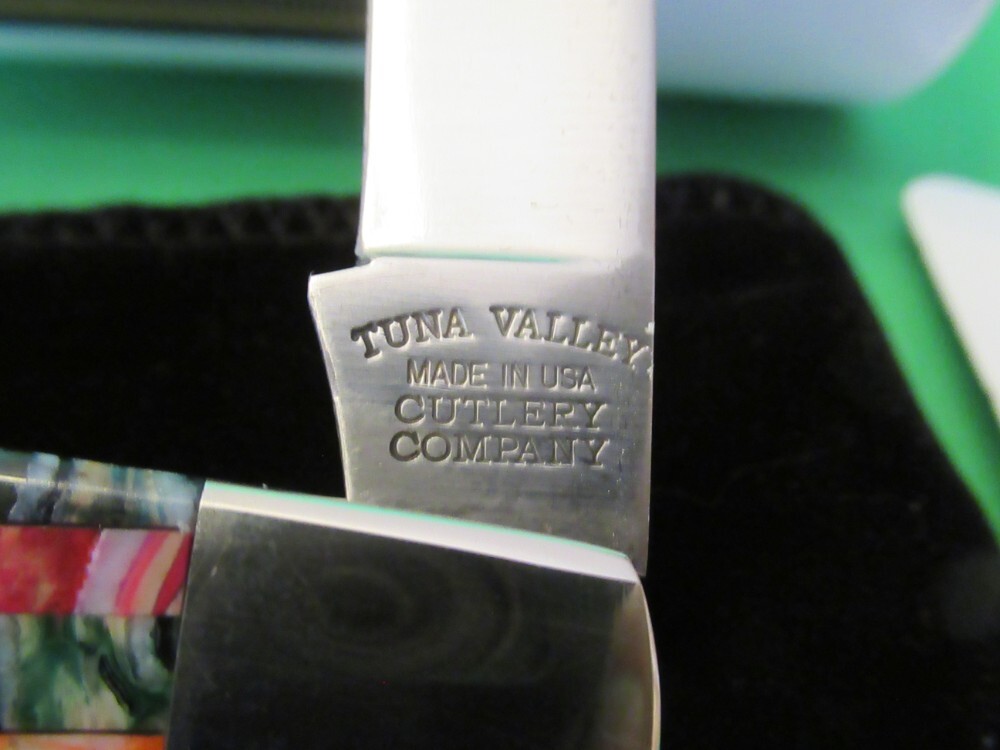 TUNA VALLEY
MADE IN USA
CUTLERY
COMPANY